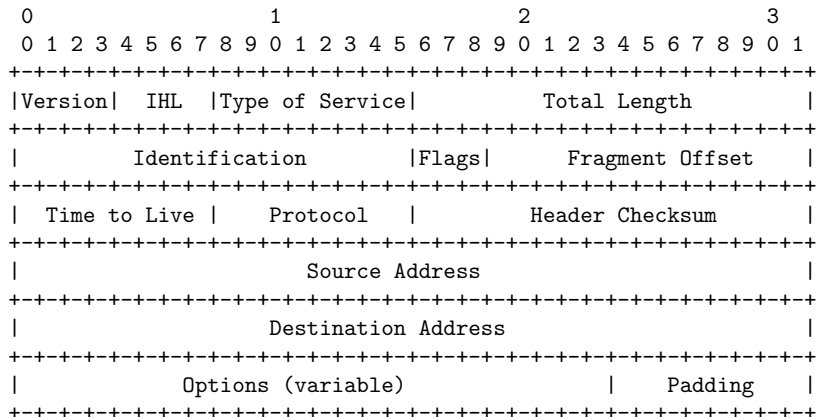 0                   1                   2                   3
0 1 2 3 4 5 6 7 8 9 0 1 2 3 4 5 6 7 8 9 0 1 2 3 4 5 6 7 8 9 0 1
+-+-+-+-+-+-+-+-+-+-+-+-+-+-+-+-+-+-+-+-+-+-+-+-+-+-+-+-+-+-+-+-+
|Version|  IHL  |Type of Service|          Total Length         |
+-+-+-+-+-+-+-+-+-+-+-+-+-+-+-+-+-+-+-+-+-+-+-+-+-+-+-+-+-+-+-+-+
|         Identification        |Flags|      Fragment Offset    |
+-+-+-+-+-+-+-+-+-+-+-+-+-+-+-+-+-+-+-+-+-+-+-+-+-+-+-+-+-+-+-+-+
|  Time to Live |    Protocol   |         Header Checksum       |
+-+-+-+-+-+-+-+-+-+-+-+-+-+-+-+-+-+-+-+-+-+-+-+-+-+-+-+-+-+-+-+-+
|                       Source Address                          |
+-+-+-+-+-+-+-+-+-+-+-+-+-+-+-+-+-+-+-+-+-+-+-+-+-+-+-+-+-+-+-+-+
|                    Destination Address                        |
+-+-+-+-+-+-+-+-+-+-+-+-+-+-+-+-+-+-+-+-+-+-+-+-+-+-+-+-+-+-+-+-+
|             Options (variable)                |    Padding    |
+-+-+-+-+-+-+-+-+-+-+-+-+-+-+-+-+-+-+-+-+-+-+-+-+-+-+-+-+-+-+-+-+